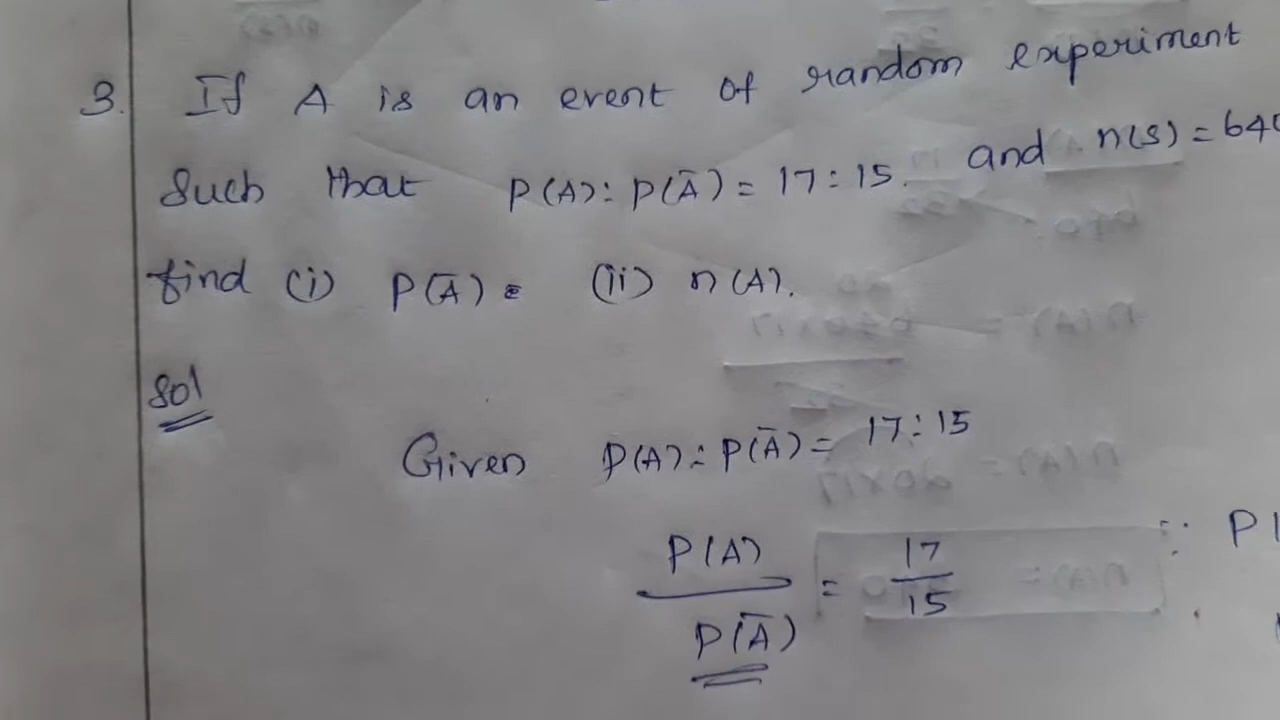 3. If A is an event of random experiment
Such that P(A): P(Ā) = 17:15. and n(S) = 640
find (i) P(Ā) = (ii) n(A).
Sol
Given P(A): P(Ā) = 17:15
P(A)/P(Ā) = 17/15 ∵ P(